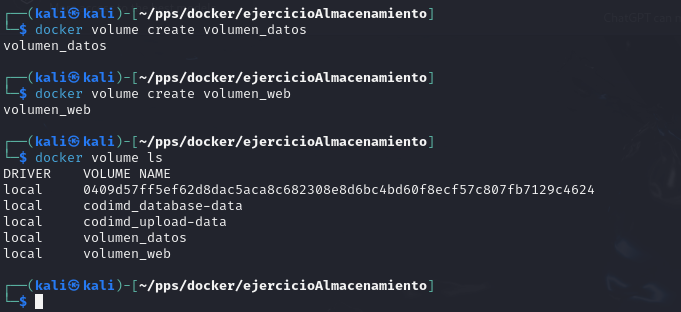 ┌──(kali㉿kali)-[~/pps/docker/ejercicioAlmacenamiento]
└─$ docker volume create volumen_datos
volumen_datos
┌──(kali㉿kali)-[~/pps/docker/ejercicioAlmacenamiento]
└─$ docker volume create volumen_web
volumen_web
┌──(kali㉿kali)-[~/pps/docker/ejercicioAlmacenamiento]
└─$ docker volume ls
DRIVER    VOLUME NAME
local     0409d57ff5ef62d8dac5aca8c682308e8d6bc4bd60f8ecf57c807fb7129c4624
local     codimd_database-data
local     codimd_upload-data
local     volumen_datos
local     volumen_web
┌──(kali㉿kali)-[~/pps/docker/ejercicioAlmacenamiento]
└─$